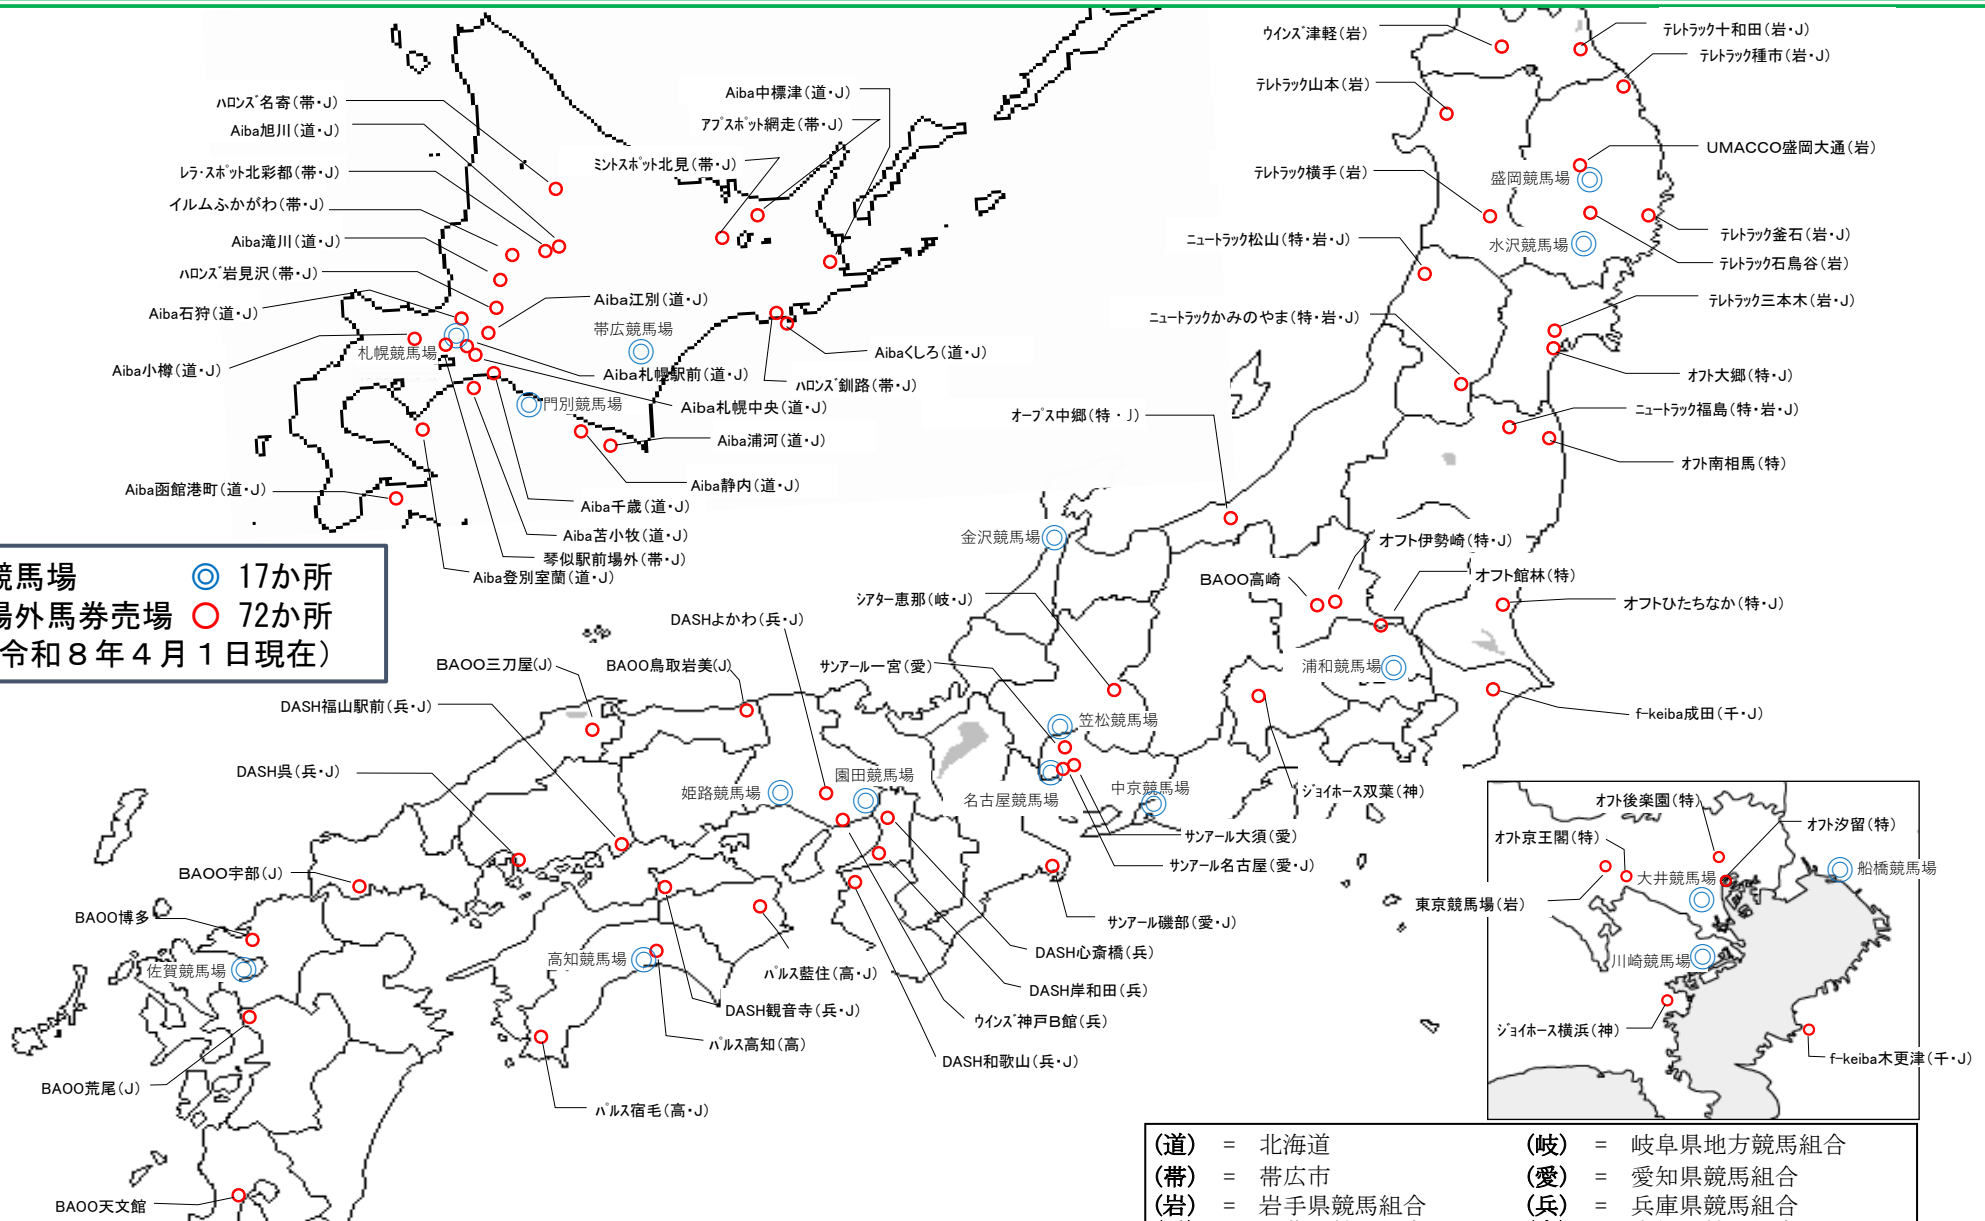 ハロンズ名寄(帯・J)
Aiba旭川(道・J)
レラ・スポット北彩都(帯・J)
イルムふかがわ(帯・J)
Aiba滝川(道・J)
ハロンズ岩見沢(帯・J)
Aiba石狩(道・J)
Aiba小樽(道・J)
札幌競馬場
Aiba中標津(道・J)
アプスポット網走(帯・J)
ミントスポット北見(帯・J)
Aiba江別(道・J)
帯広競馬場
Aibaくしろ(道・J)
ハロンズ釧路(帯・J)
Aiba札幌駅前(道・J)
門別競馬場
Aiba札幌中央(道・J)
Aiba浦河(道・J)
Aiba静内(道・J)
Aiba函館港町(道・J)
Aiba千歳(道・J)
Aiba苫小牧(道・J)
琴似駅前場外(帯・J)
Aiba登別室蘭(道・J)
競馬場 ◎ 17か所
場外馬券売場 ○ 72か所
令和８年４月１日現在）
ウインズ津軽(岩)
テレトラック十和田(岩・J)
テレトラック種市(岩・J)
テレトラック山本(岩)
UMACCO盛岡大通(岩)
盛岡競馬場
テレトラック横手(岩)
水沢競馬場
テレトラック釜石(岩・J)
テレトラック石鳥谷(岩)
ニュートラック松山(特・岩・J)
テレトラック三本木(岩・J)
ニュートラックかみのやま(特・岩・J)
オフト大郷(特・J)
ニュートラック福島(特・岩・J)
オフト南相馬(特)
オープス中郷(特・J)
金沢競馬場
オフト伊勢崎(特・J)
BAOO高崎
オフト館林(特)
オフトひたちなか(特・J)
浦和競馬場
f-keiba成田(千・J)
シアター恵那(岐・J)
DASHよかわ(兵・J)
BAOO三刀屋(J)
BAOO鳥取岩美(J)
サンアール一宮(愛)
DASH福山駅前(兵・J)
笠松競馬場
DASH呉(兵・J)
姫路競馬場
園田競馬場
名古屋競馬場
中京競馬場
ジョイホース双葉(神)
サンアール大須(愛)
サンアール名古屋(愛・J)
サンアール磯部(愛・J)
BAOO宇部(J)
BAOO博多
佐賀競馬場
高知競馬場
パルス藍住(高・J)
DASH心斎橋(兵)
DASH岸和田(兵)
DASH観音寺(兵・J)
ウインズ神戸B館(兵)
パルス高知(高)
DASH和歌山(兵・J)
BAOO荒尾(J)
パルス宿毛(高・J)
BAOO天文館
オフト後楽園(特)
オフト京王閣(特)
オフト汐留(特)
船橋競馬場
大井競馬場
東京競馬場(岩)
川崎競馬場
ジョイホース横浜(神)
f-keiba木更津(千・J)
(道) = 北海道 (岐) = 岐阜県地方競馬組合
(帯) = 帯広市 (愛) = 愛知県競馬組合
(岩) = 岩手県競馬組合 (兵) = 兵庫県競馬組合